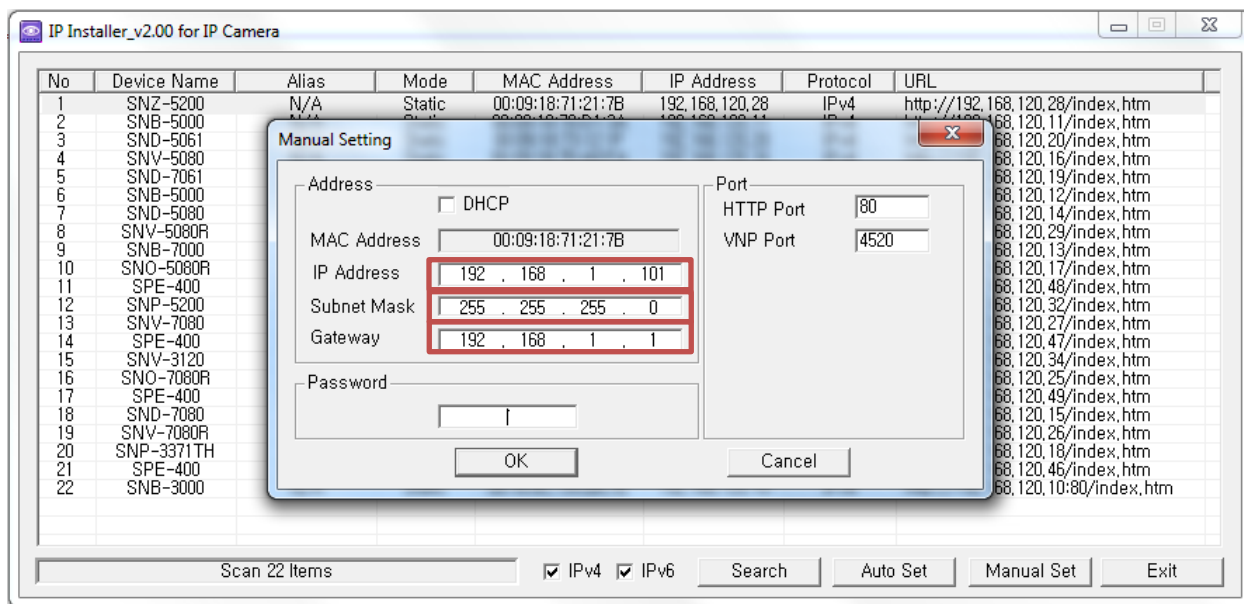 IP Installer_v2.00 for IP Camera
No Device Name Alias Mode MAC Address IP Address Protocol URL
1 SNZ-5200 N/A Static 00:09:18:71:21:7B 192,168,120,28 IPv4 http://192,168,120,28/index,htm
2 SNB-5000 68,120,11/index,htm
3 SND-5061 68,120,20/index,htm
4 SNV-5080 68,120,16/index,htm
5 SND-7061 68,120,19/index,htm
6 SNB-5000 68,120,12/index,htm
7 SND-5080 68,120,14/index,htm
8 SNV-5080R 68,120,29/index,htm
9 SNB-7000 68,120,13/index,htm
10 SNO-5080R 68,120,17/index,htm
11 SPE-400 68,120,48/index,htm
12 SNP-5200 68,120,32/index,htm
13 SNV-7080 68,120,27/index,htm
14 SPE-400 68,120,47/index,htm
15 SNV-3120 68,120,34/index,htm
16 SNO-7080R 68,120,25/index,htm
17 SPE-400 68,120,49/index,htm
18 SND-7080 68,120,15/index,htm
19 SNV-7080R 68,120,26/index,htm
20 SNP-3371TH 68,120,18/index,htm
21 SPE-400 68,120,46/index,htm
22 SNB-3000 68,120,10:80/index,htm
Manual Setting
Address
DHCP
MAC Address 00:09:18:71:21:7B
IP Address 192 . 168 . 1 . 101
Subnet Mask 255 . 255 . 255 . 0
Gateway 192 . 168 . 1 . 1
Password
Port
HTTP Port 80
VNP Port 4520
OK Cancel
Scan 22 Items IPv4 IPv6 Search Auto Set Manual Set Exit